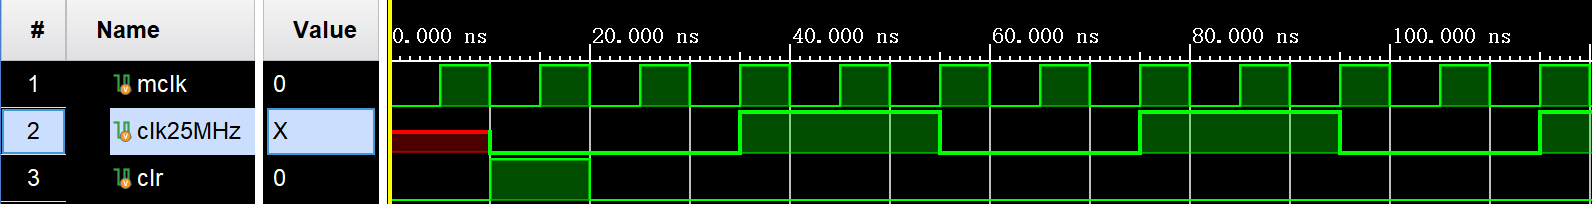 # Name Value
0.000 ns 20.000 ns 40.000 ns 60.000 ns 80.000 ns 100.000 ns
1 mclk 0
2 clk25MHz X
3 clr 0